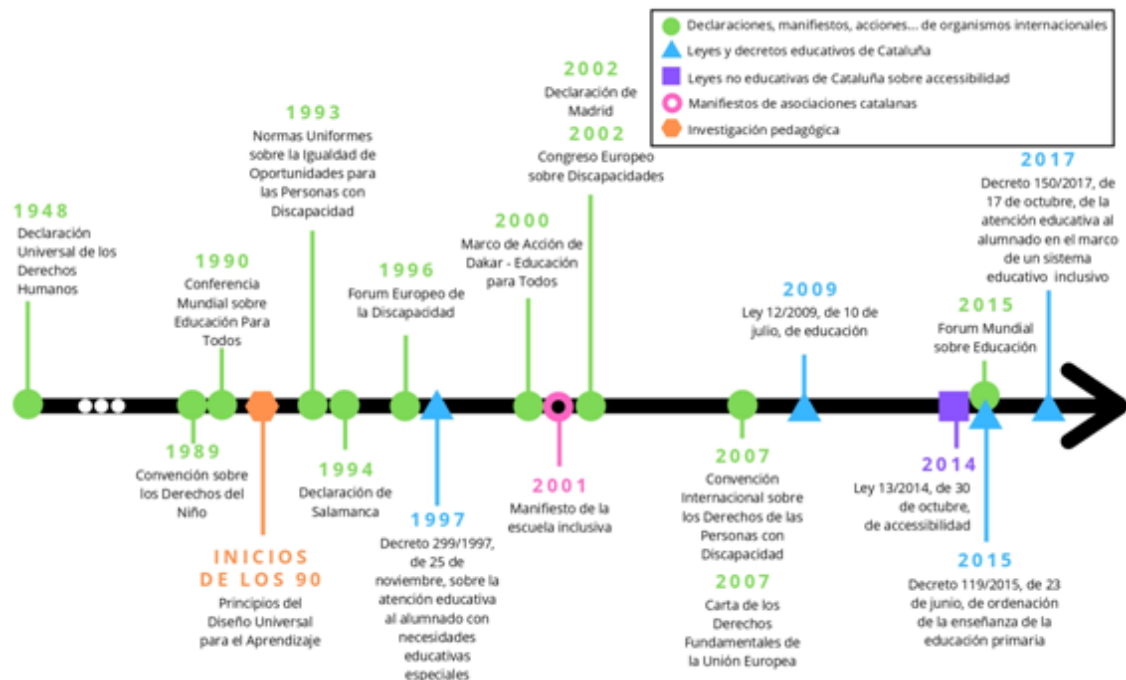 Declaraciones, manifiestos, acciones... de organismos internacionales
Leyes y decretos educativos de Cataluña
Leyes no educativas de Cataluña sobre accessibilidad
Manifiestos de asociaciones catalanas
Investigación pedagógica
1948
Declaración
Universal de los
Derechos
Humanos
1989
Convención sobre
los Derechos del
Niño
1990
Conferencia
Mundial sobre
Educación Para
Todos
INICIOS
DE LOS 90
Principios del
Diseño Universal
para el Aprendizaje
1993
Normas Uniformes
sobre la Igualdad de
Oportunidades para
las Personas con
Discapacidad
1994
Declaración de
Salamanca
1996
Forum Europeo de
la Discapacidad
1997
Decreto 299/1997,
de 25 de
noviembre, sobre la
atención educativa
al alumnado con
necesidades
educativas
especiales
2000
Marco de Acción de
Dakar - Educación
para Todos
2001
Manifiesto de la
escuela inclusiva
2002
Declaración de
Madrid
2002
Congreso Europeo
sobre Discapacidades
2007
Convención
Internacional sobre
los Derechos de las
Personas con
Discapacidad
2007
Carta de los
Derechos
Fundamentales de
la Unión Europea
2009
Ley 12/2009, de 10 de
julio, de educación
2014
Ley 13/2014, de 30
de octubre,
de accessibilidad
2015
Forum Mundial
sobre Educación
2015
Decreto 119/2015, de 23
de junio, de ordenación
de la enseñanza de la
educación primaria
2017
Decreto 150/2017, de
17 de octubre, de la
atención educativa al
alumnado en el marco
de un sistema
educativo inclusivo